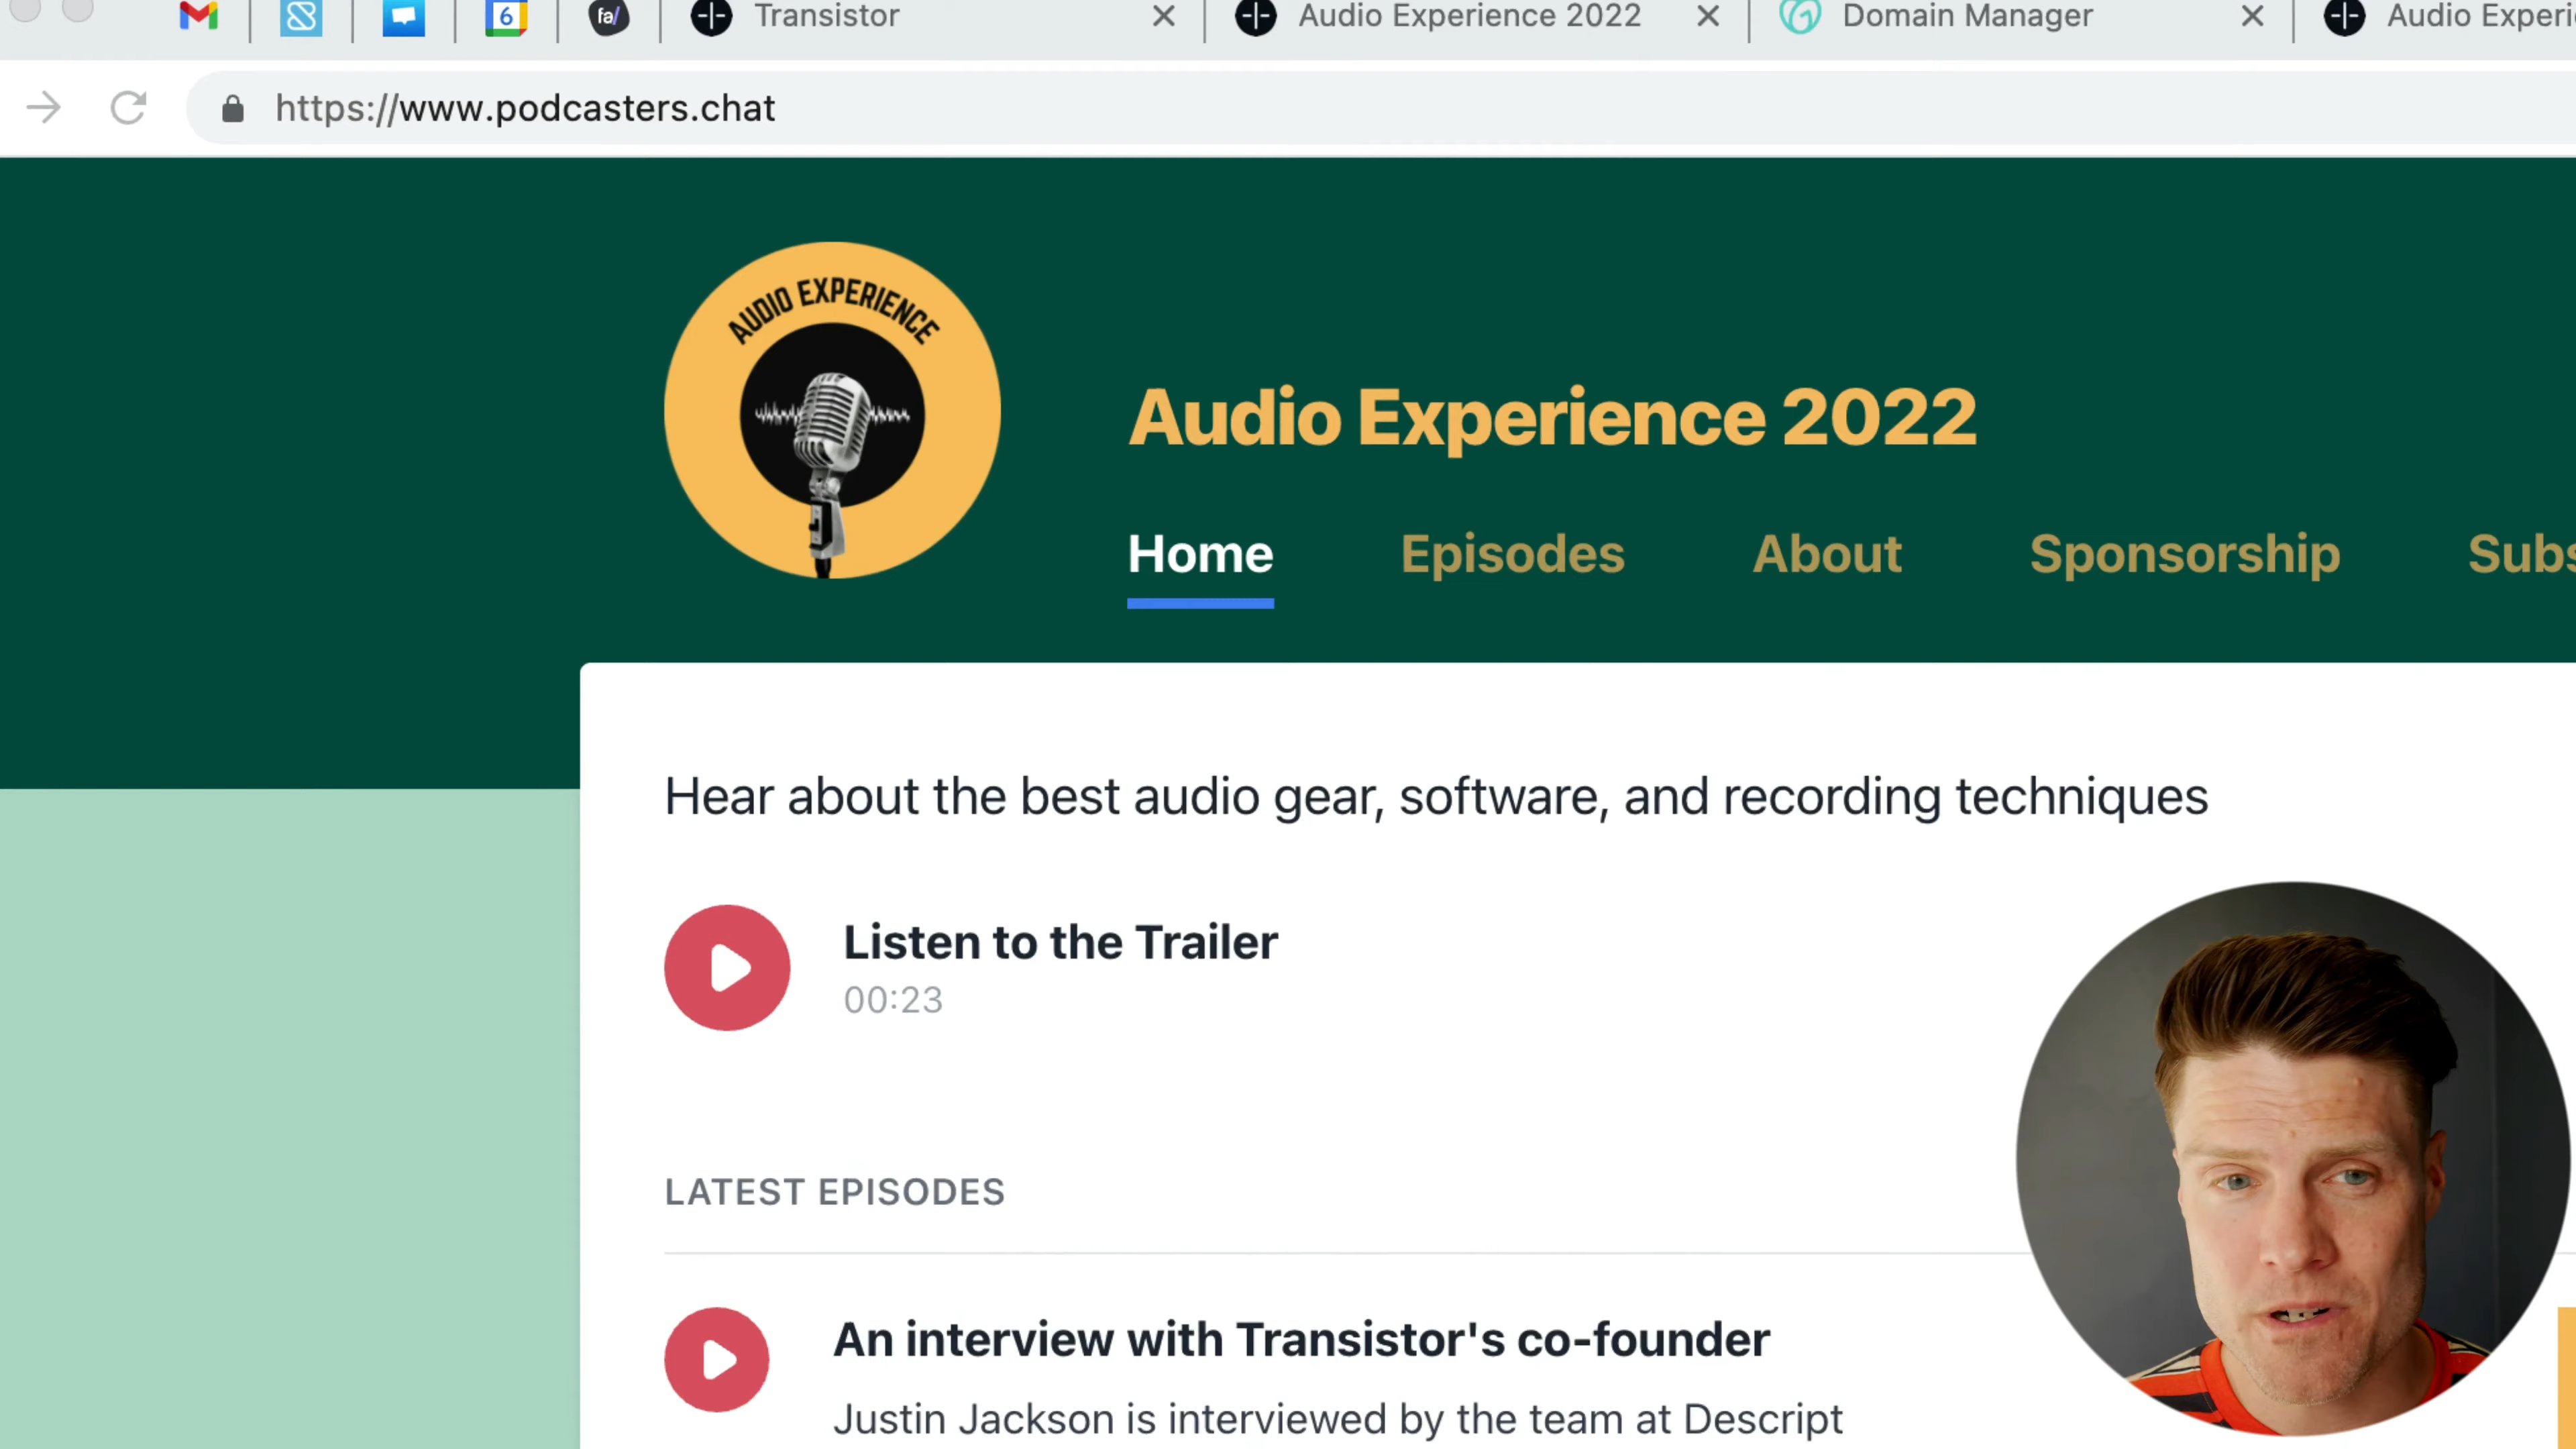 6
fa/
Transistor
Audio Experience 2022
Domain Manager
Audio Experi
https://www.podcasters.chat
AUDIO EXPERIENCE
Audio Experience 2022
Home
Episodes
About
Sponsorship
Subs
Hear about the best audio gear, software, and recording techniques
Listen to the Trailer
00:23
LATEST EPISODES
An interview with Transistor's co-founder
Justin Jackson is interviewed by the team at Descript